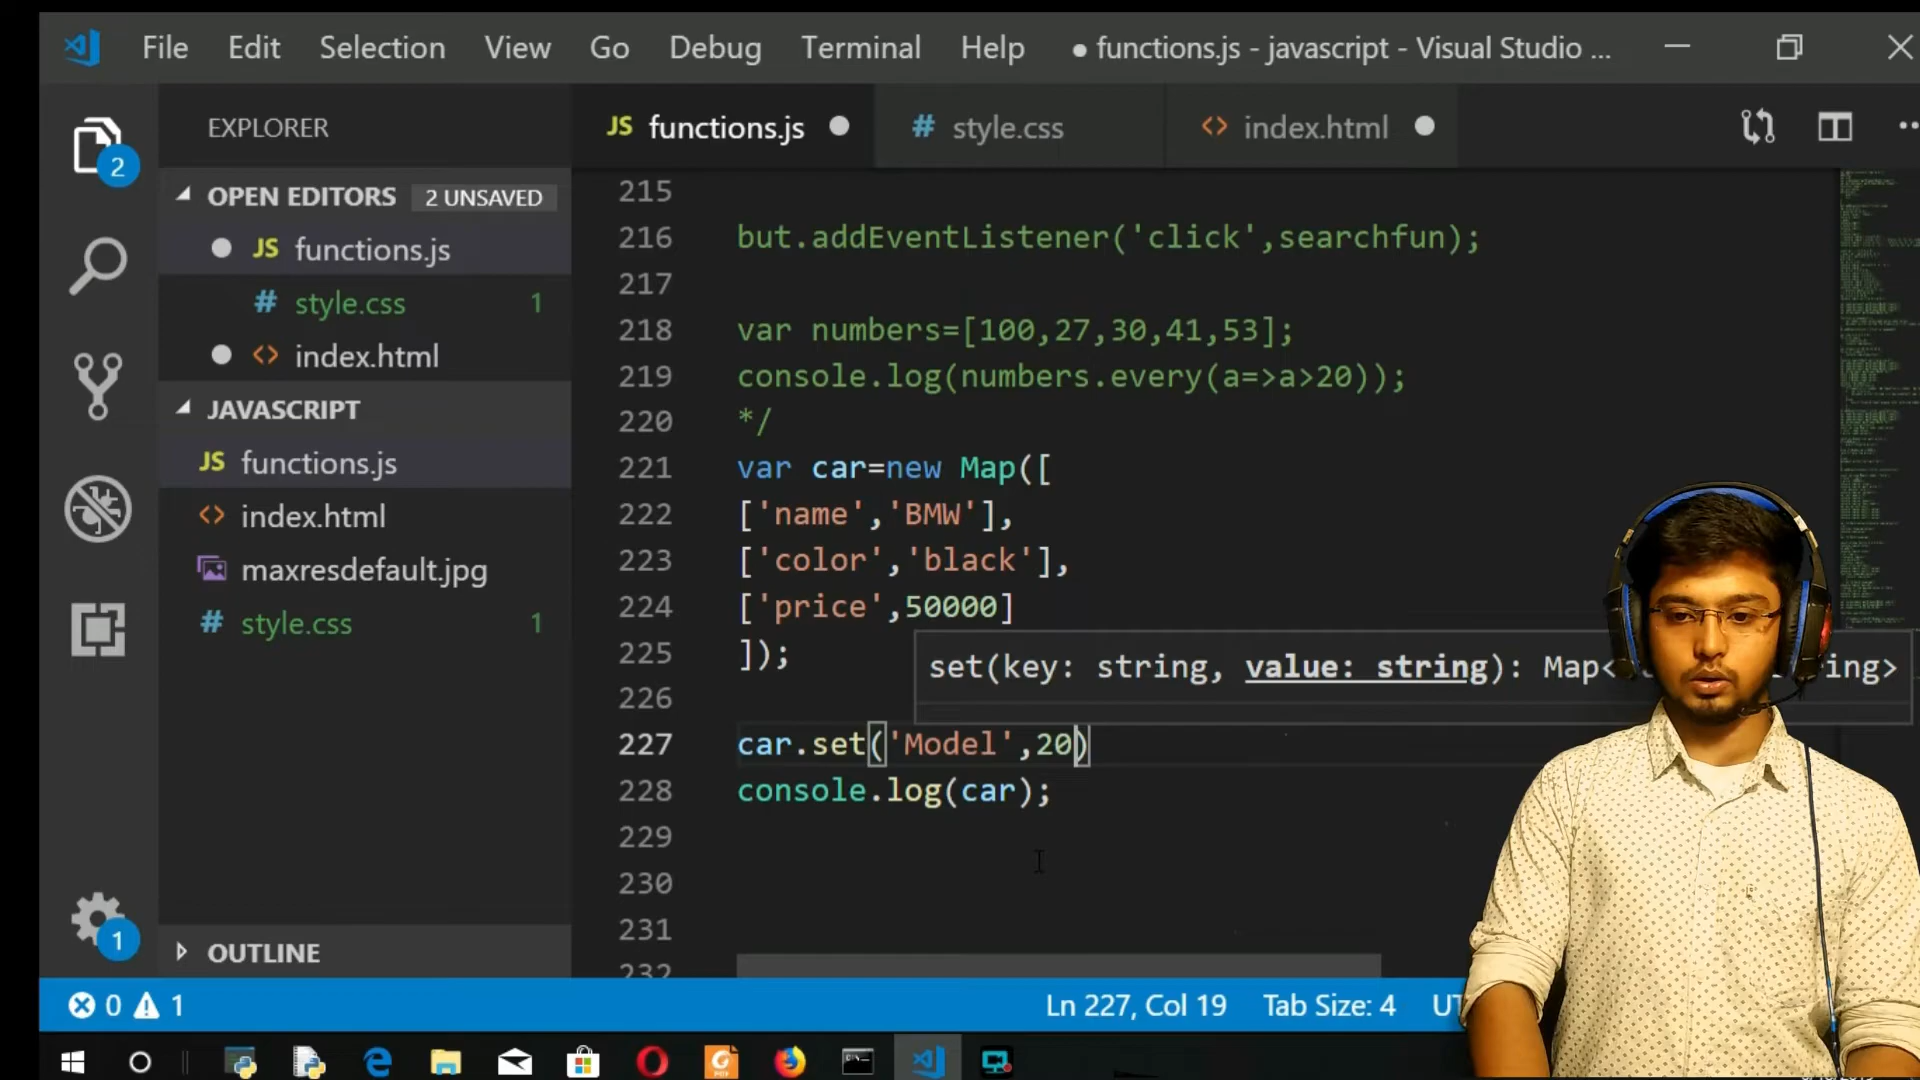 File Edit Selection View Go Debug Terminal Help ● functions.js - javascript - Visual Studio ...
EXPLORER
JS functions.js
# style.css
<> index.html
2
OPEN EDITORS 2 UNSAVED
JS functions.js
# style.css 1
<> index.html
JAVASCRIPT
JS functions.js
<> index.html
maxresdefault.jpg
# style.css 1
1
OUTLINE
215
216 but.addEventListener('click',searchfun);
217
218 var numbers=[100,27,30,41,53];
219 console.log(numbers.every(a=>a>20));
220 */
221 var car=new Map([
222 ['name','BMW'],
223 ['color','black'],
224 ['price',50000]
225 ]);
set(key: string, value: string): Map<
226
227 car.set('Model',20)
228 console.log(car);
229
230
231
232
0 1
Ln 227, Col 19 Tab Size: 4